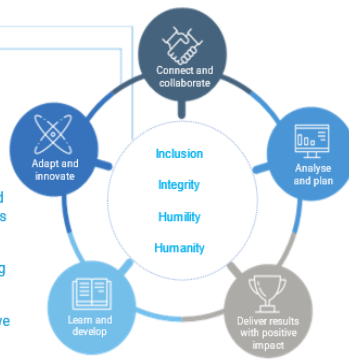 Connect and
collaborate
Adapt and
innovate
Inclusion
Integrity
Humility
Humanity
Analyse
and plan
Learn and
develop
Deliver results
with positive
impact